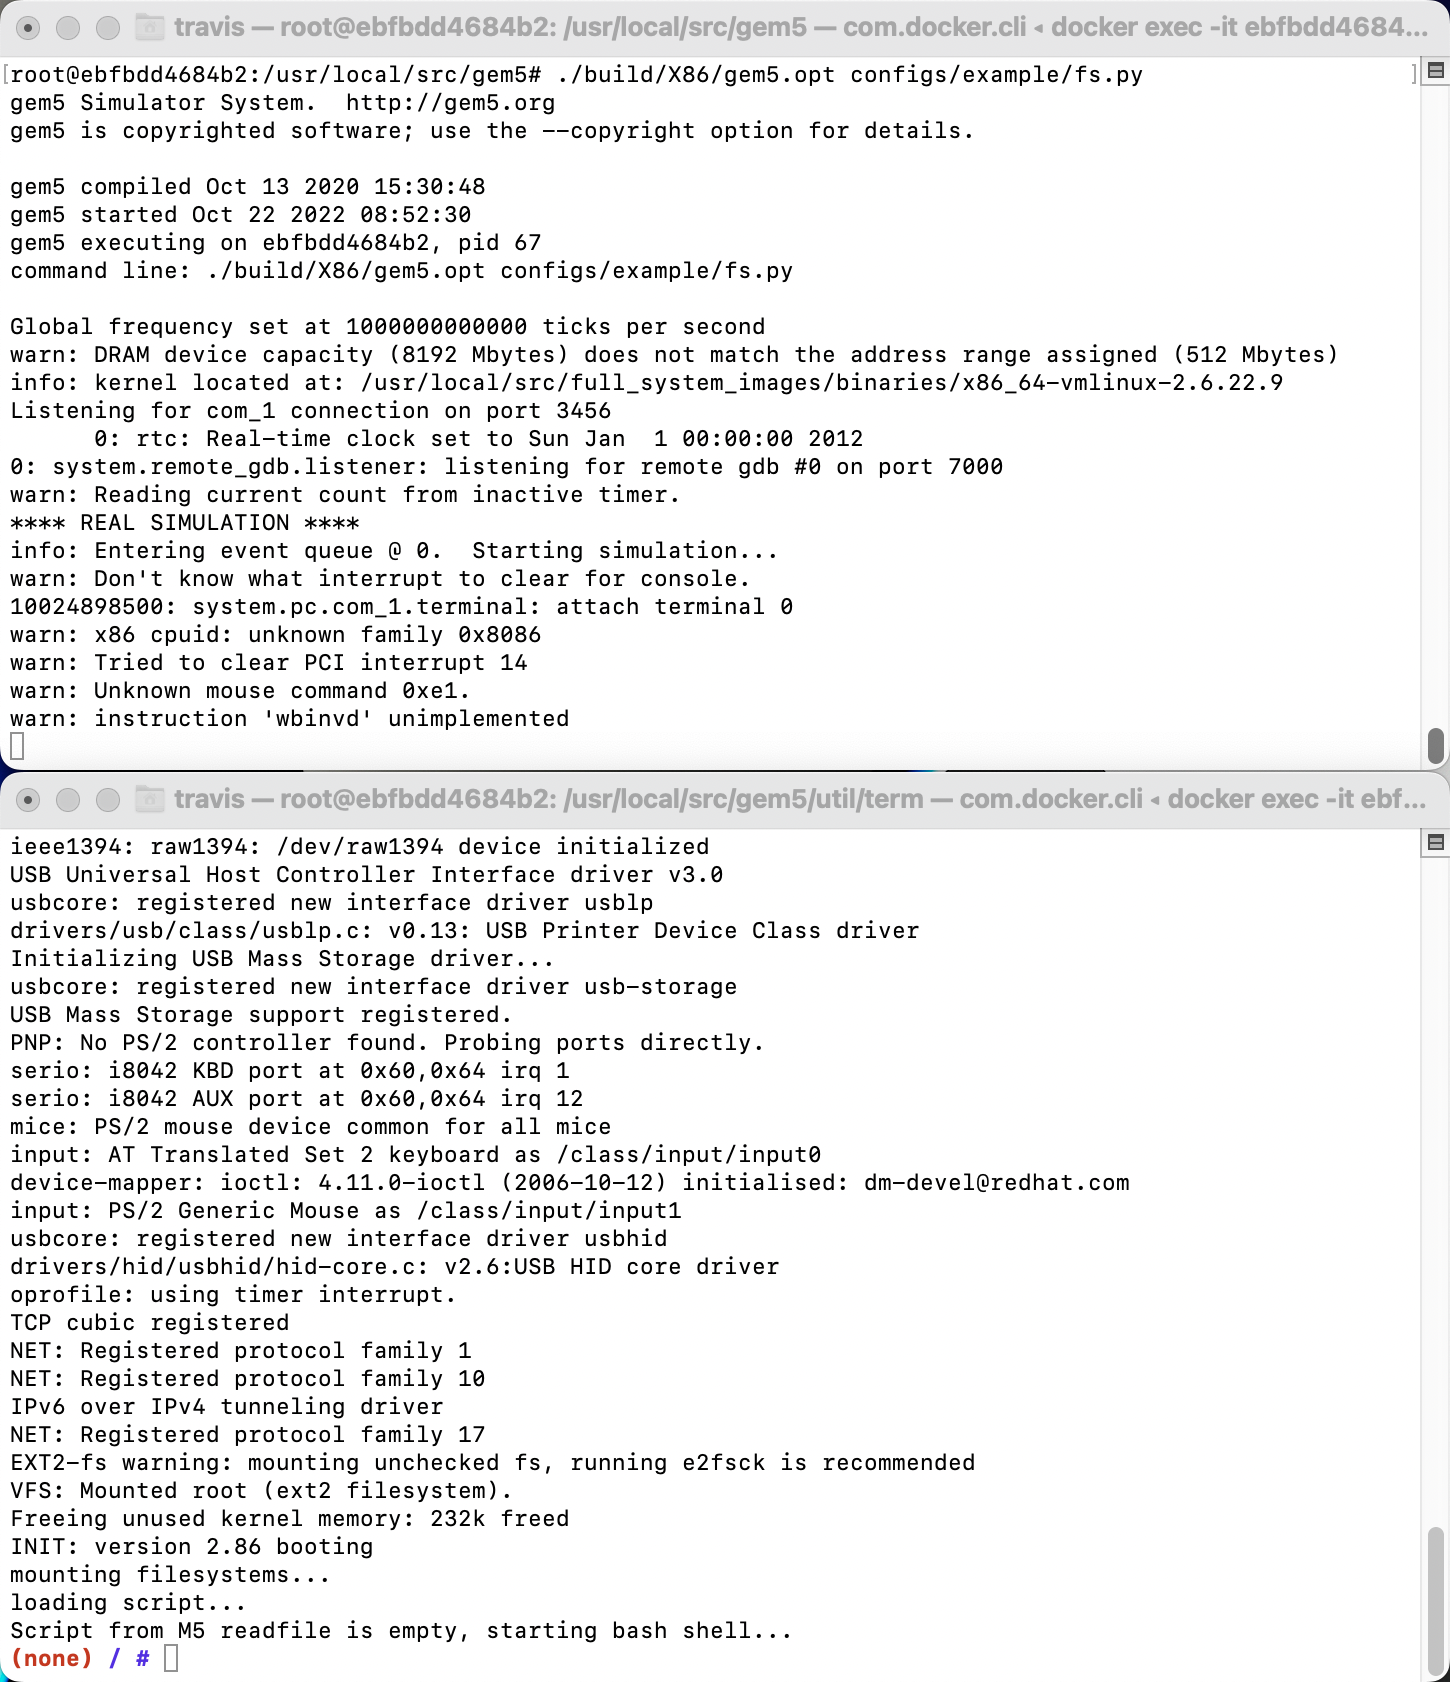 travis — root@ebfbdd4684b2: /usr/local/src/gem5 — com.docker.cli ◂ docker exec -it ebfbdd4684...
[root@ebfbdd4684b2:/usr/local/src/gem5# ./build/X86/gem5.opt configs/example/fs.py ]
gem5 Simulator System.  http://gem5.org
gem5 is copyrighted software; use the --copyright option for details.
gem5 compiled Oct 13 2020 15:30:48
gem5 started Oct 22 2022 08:52:30
gem5 executing on ebfbdd4684b2, pid 67
command line: ./build/X86/gem5.opt configs/example/fs.py
Global frequency set at 1000000000000 ticks per second
warn: DRAM device capacity (8192 Mbytes) does not match the address range assigned (512 Mbytes)
info: kernel located at: /usr/local/src/full_system_images/binaries/x86_64-vmlinux-2.6.22.9
Listening for com_1 connection on port 3456
      0: rtc: Real-time clock set to Sun Jan  1 00:00:00 2012
0: system.remote_gdb.listener: listening for remote gdb #0 on port 7000
warn: Reading current count from inactive timer.
**** REAL SIMULATION ****
info: Entering event queue @ 0.  Starting simulation...
warn: Don't know what interrupt to clear for console.
10024898500: system.pc.com_1.terminal: attach terminal 0
warn: x86 cpuid: unknown family 0x8086
warn: Tried to clear PCI interrupt 14
warn: Unknown mouse command 0xe1.
warn: instruction 'wbinvd' unimplemented
travis — root@ebfbdd4684b2: /usr/local/src/gem5/util/term — com.docker.cli ◂ docker exec -it ebf...
ieee1394: raw1394: /dev/raw1394 device initialized
USB Universal Host Controller Interface driver v3.0
usbcore: registered new interface driver usblp
drivers/usb/class/usblp.c: v0.13: USB Printer Device Class driver
Initializing USB Mass Storage driver...
usbcore: registered new interface driver usb-storage
USB Mass Storage support registered.
PNP: No PS/2 controller found. Probing ports directly.
serio: i8042 KBD port at 0x60,0x64 irq 1
serio: i8042 AUX port at 0x60,0x64 irq 12
mice: PS/2 mouse device common for all mice
input: AT Translated Set 2 keyboard as /class/input/input0
device-mapper: ioctl: 4.11.0-ioctl (2006-10-12) initialised: dm-devel@redhat.com
input: PS/2 Generic Mouse as /class/input/input1
usbcore: registered new interface driver usbhid
drivers/hid/usbhid/hid-core.c: v2.6:USB HID core driver
oprofile: using timer interrupt.
TCP cubic registered
NET: Registered protocol family 1
NET: Registered protocol family 10
IPv6 over IPv4 tunneling driver
NET: Registered protocol family 17
EXT2-fs warning: mounting unchecked fs, running e2fsck is recommended
VFS: Mounted root (ext2 filesystem).
Freeing unused kernel memory: 232k freed
INIT: version 2.86 booting
mounting filesystems...
loading script...
Script from M5 readfile is empty, starting bash shell...
(none) / #